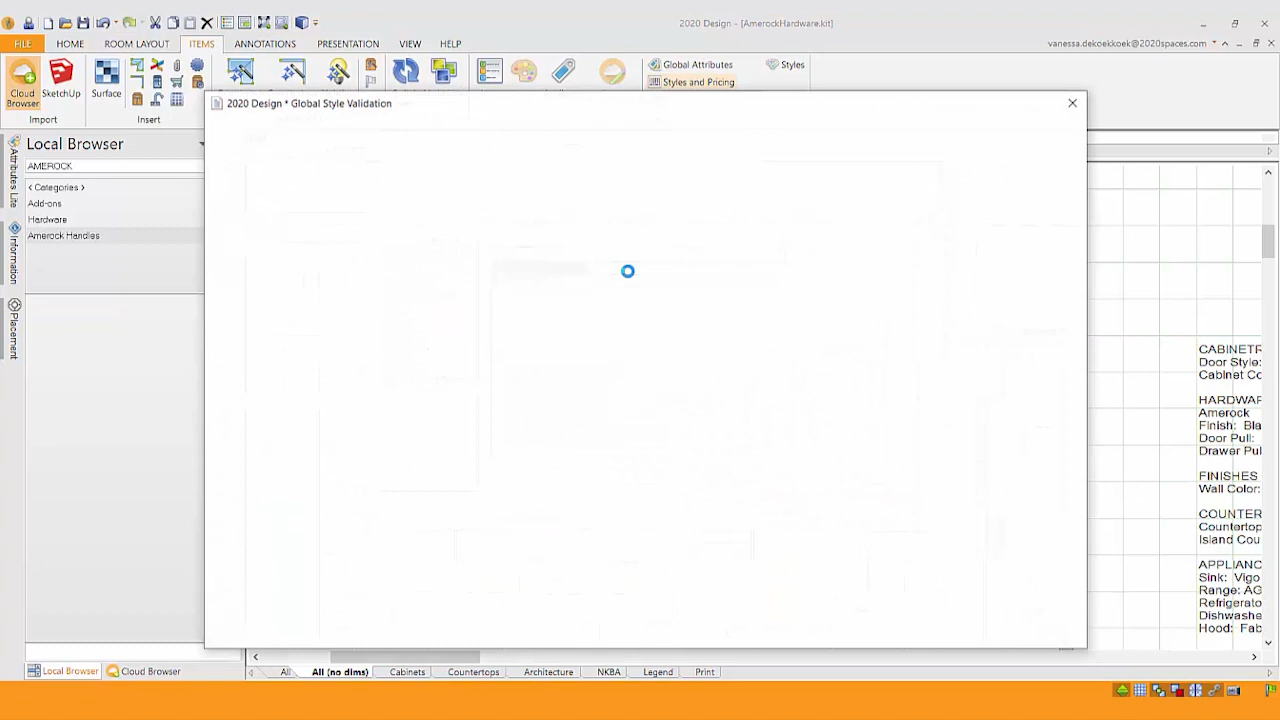 2020 Design - [AmerockHardware.kit]
FILE
HOME
ROOM LAYOUT
ITEMS
ANNOTATIONS
PRESENTATION
VIEW
HELP
vanessa.dekoekkoek@2020spaces.com
Cloud
Browser
SketchUp
Surface
Global Attributes
Styles
Styles and Pricing
Import
Insert
2020 Design * Global Style Validation
Local Browser
AMEROCK
< Categories >
Add-ons
Hardware
Amerock Handles
Attributes Lite
Information
Placement
CABINETR
Door Style:
Cabinet Co
HARDWAR
Amerock
Finish: Bla
Door Pull:
Drawer Pul
FINISHES
Wall Color:
COUNTER
Countertop
Island Cou
APPLIANC
Sink: Vigo
Range: AG
Refrigerato
Dishwashe
Hood: Fab
Local Browser
Cloud Browser
All
All (no dims)
Cabinets
Countertops
Architecture
NKBA
Legend
Print